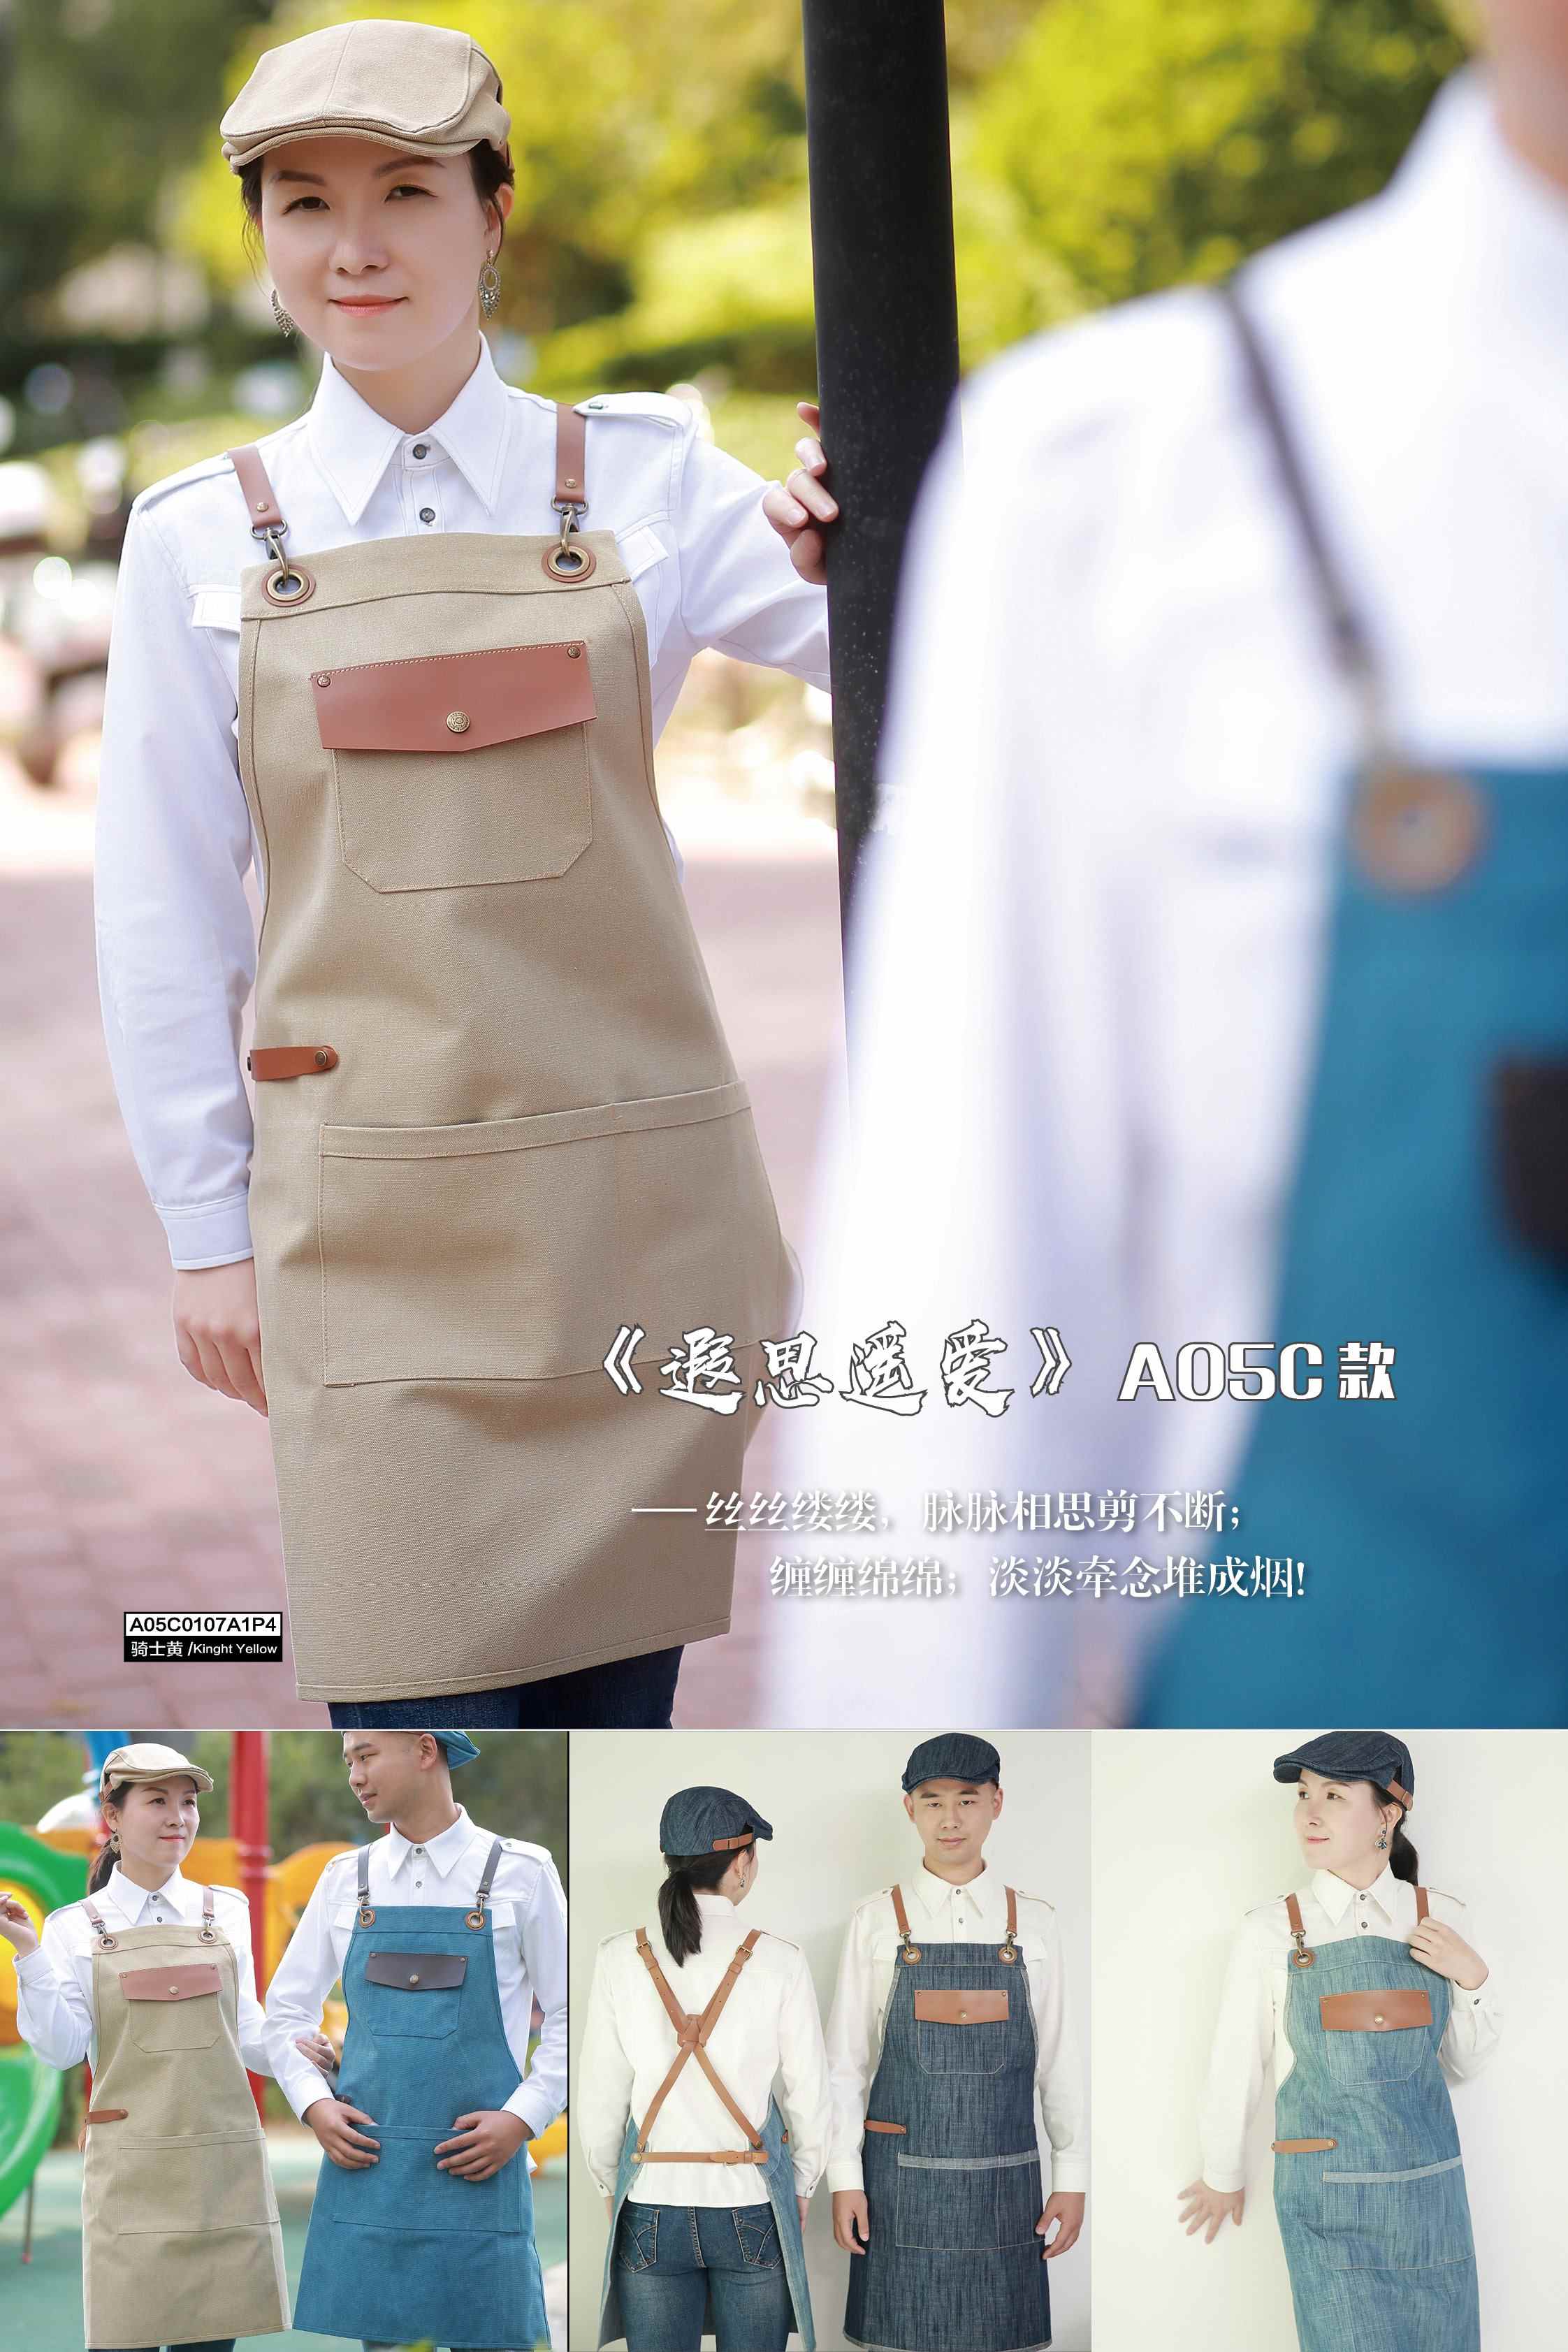 《遐思遥爱》 A05C款
——丝丝缕缕，脉脉相思剪不断；
缠缠绵绵；淡淡牵念堆成烟！
A05C0107A1P4
骑士黄/Kinght Yellow